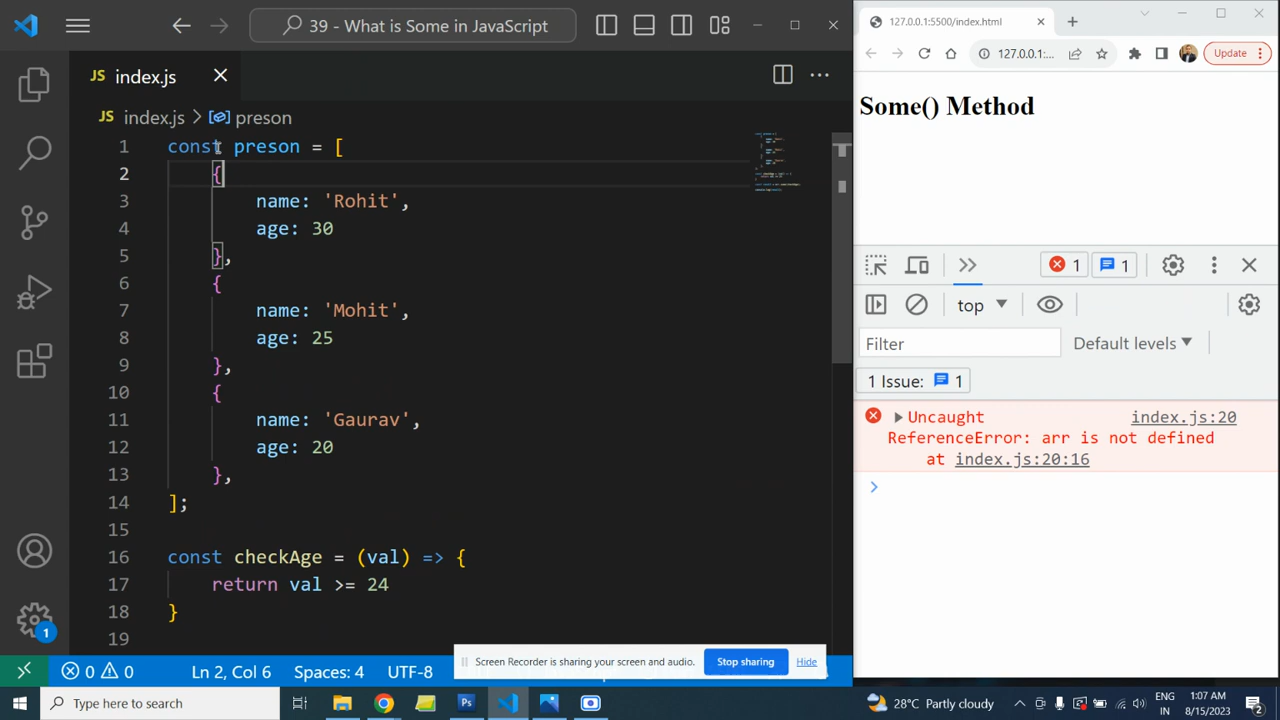 39 - What is Some in JavaScript
JS index.js
JS index.js > preson
1 const preson = [
2 {
3 name: 'Rohit',
4 age: 30
5 },
6 {
7 name: 'Mohit',
8 age: 25
9 },
10 {
11 name: 'Gaurav',
12 age: 20
13 },
14 ];
15
16 const checkAge = (val) => {
17 return val >= 24
18 }
19
1
0 0 Ln 2, Col 6 Spaces: 4 UTF-8
Screen Recorder is sharing your screen and audio. Stop sharing Hide
127.0.0.1:5500/index.html
127.0.0.1:... Update
Some() Method
1 1
top
Filter Default levels
1 Issue: 1
Uncaught index.js:20
ReferenceError: arr is not defined
at index.js:20:16
Type here to search Ps 28°C Partly cloudy ENG IN 1:07 AM 8/15/2023 2